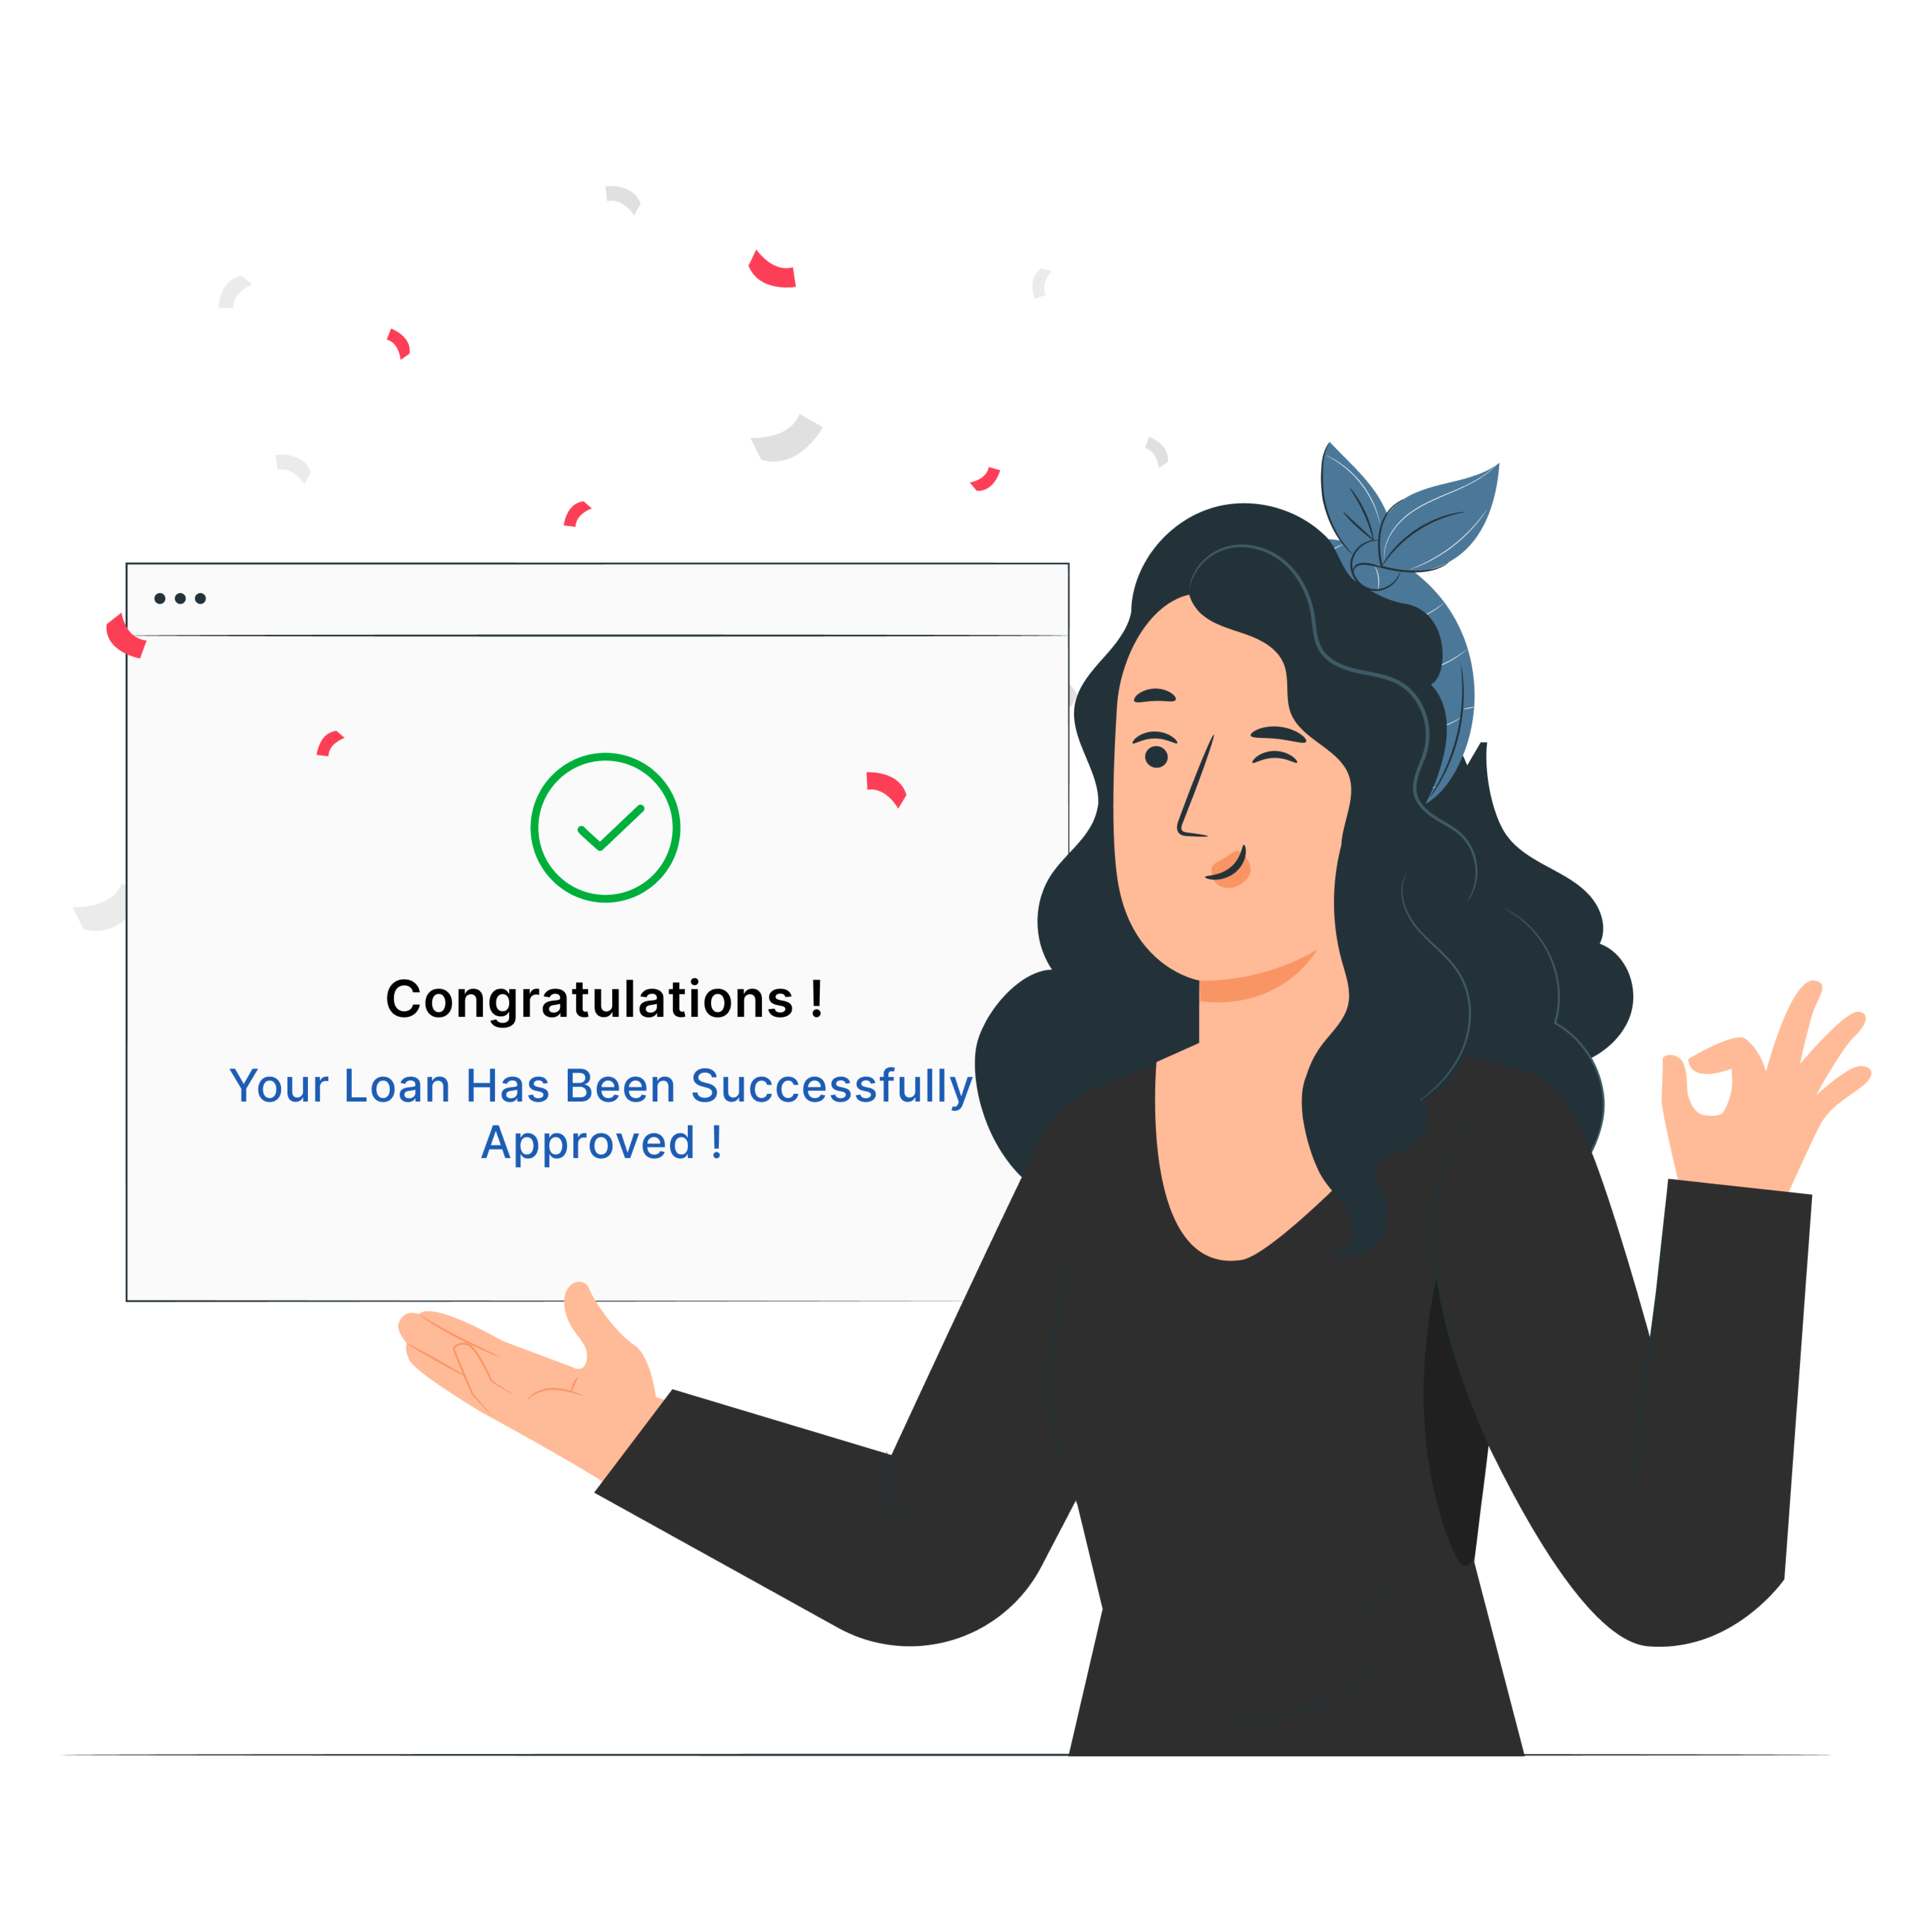 Congratulations !
Your Loan Has Been Successfully
Approved !